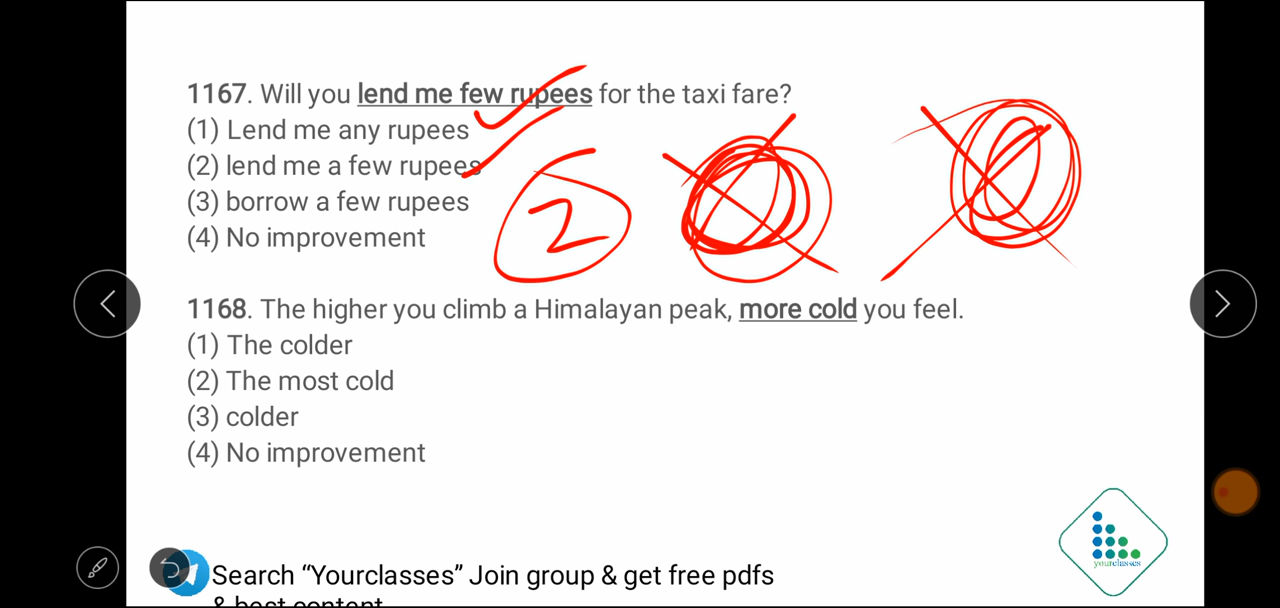 1167. Will you lend me few rupees for the taxi fare?
(1) Lend me any rupees
(2) lend me a few rupees
(3) borrow a few rupees
(4) No improvement
2
1168. The higher you climb a Himalayan peak, more cold you feel.
(1) The colder
(2) The most cold
(3) colder
(4) No improvement
yourclasses
Search “Yourclasses” Join group & get free pdfs
& best content